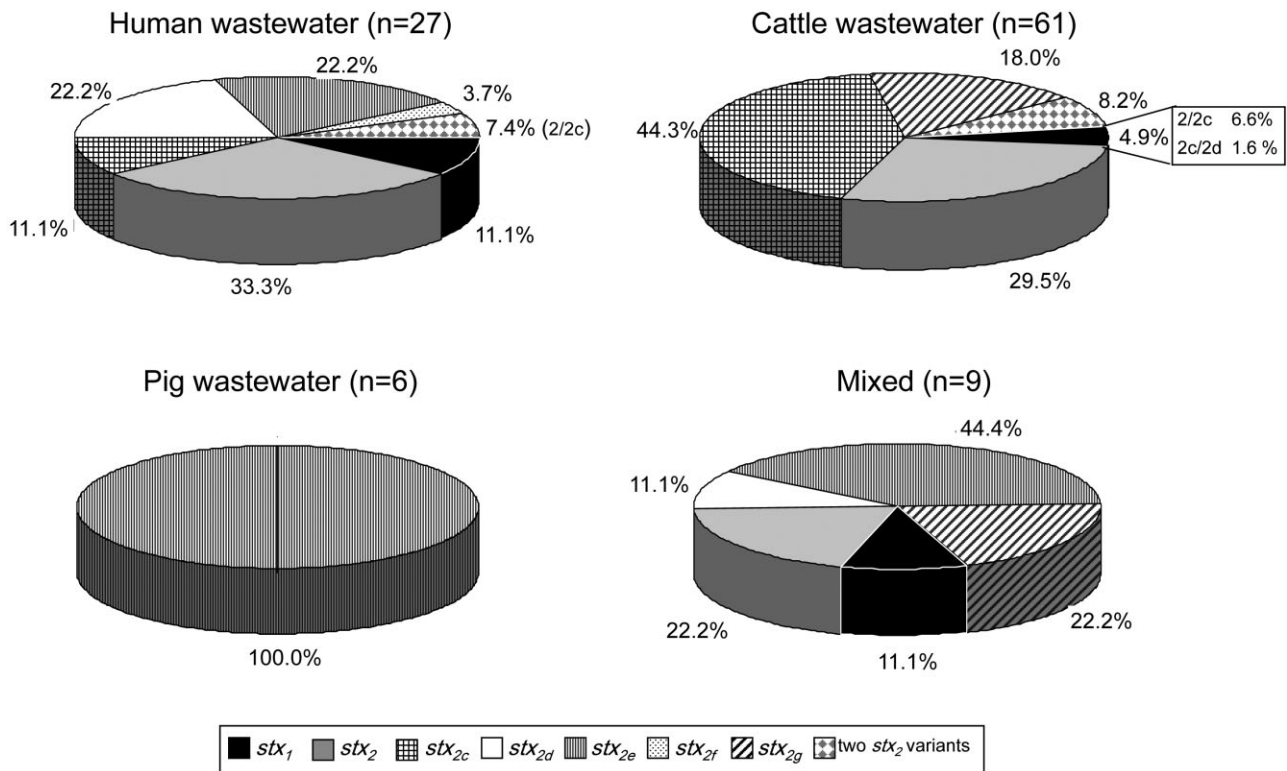 Human wastewater (n=27)
22.2%
22.2%
3.7%
7.4% (2/2c)
11.1%
11.1%
33.3%
Cattle wastewater (n=61)
18.0%
8.2%
44.3%
4.9%
2/2c 6.6%
2c/2d 1.6 %
29.5%
Pig wastewater (n=6)
100.0%
Mixed (n=9)
44.4%
11.1%
22.2%
22.2%
11.1%
stx1 stx2 stx2c stx2d stx2e stx2f stx2g two stx2 variants